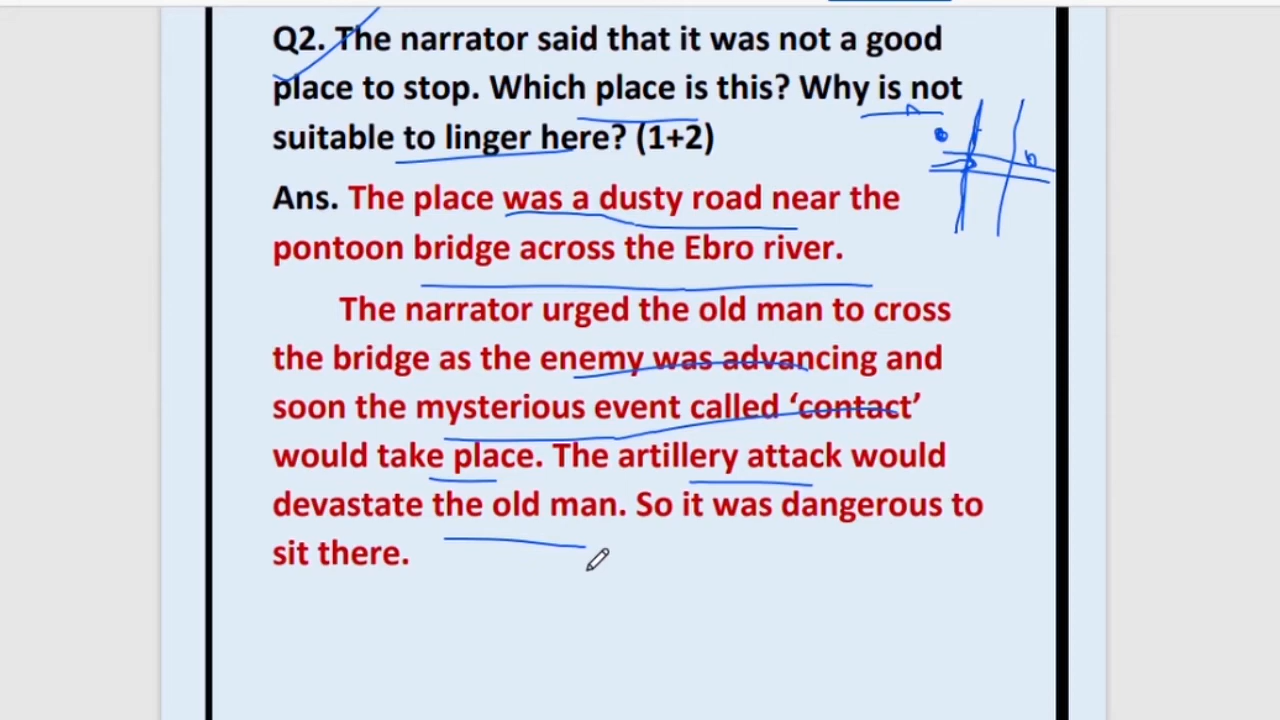 Q2. The narrator said that it was not a good
place to stop. Which place is this? Why is not
suitable to linger here? (1+2)
Ans. The place was a dusty road near the
pontoon bridge across the Ebro river.
The narrator urged the old man to cross
the bridge as the enemy was advancing and
soon the mysterious event called ‘contact’
would take place. The artillery attack would
devastate the old man. So it was dangerous to
sit there.